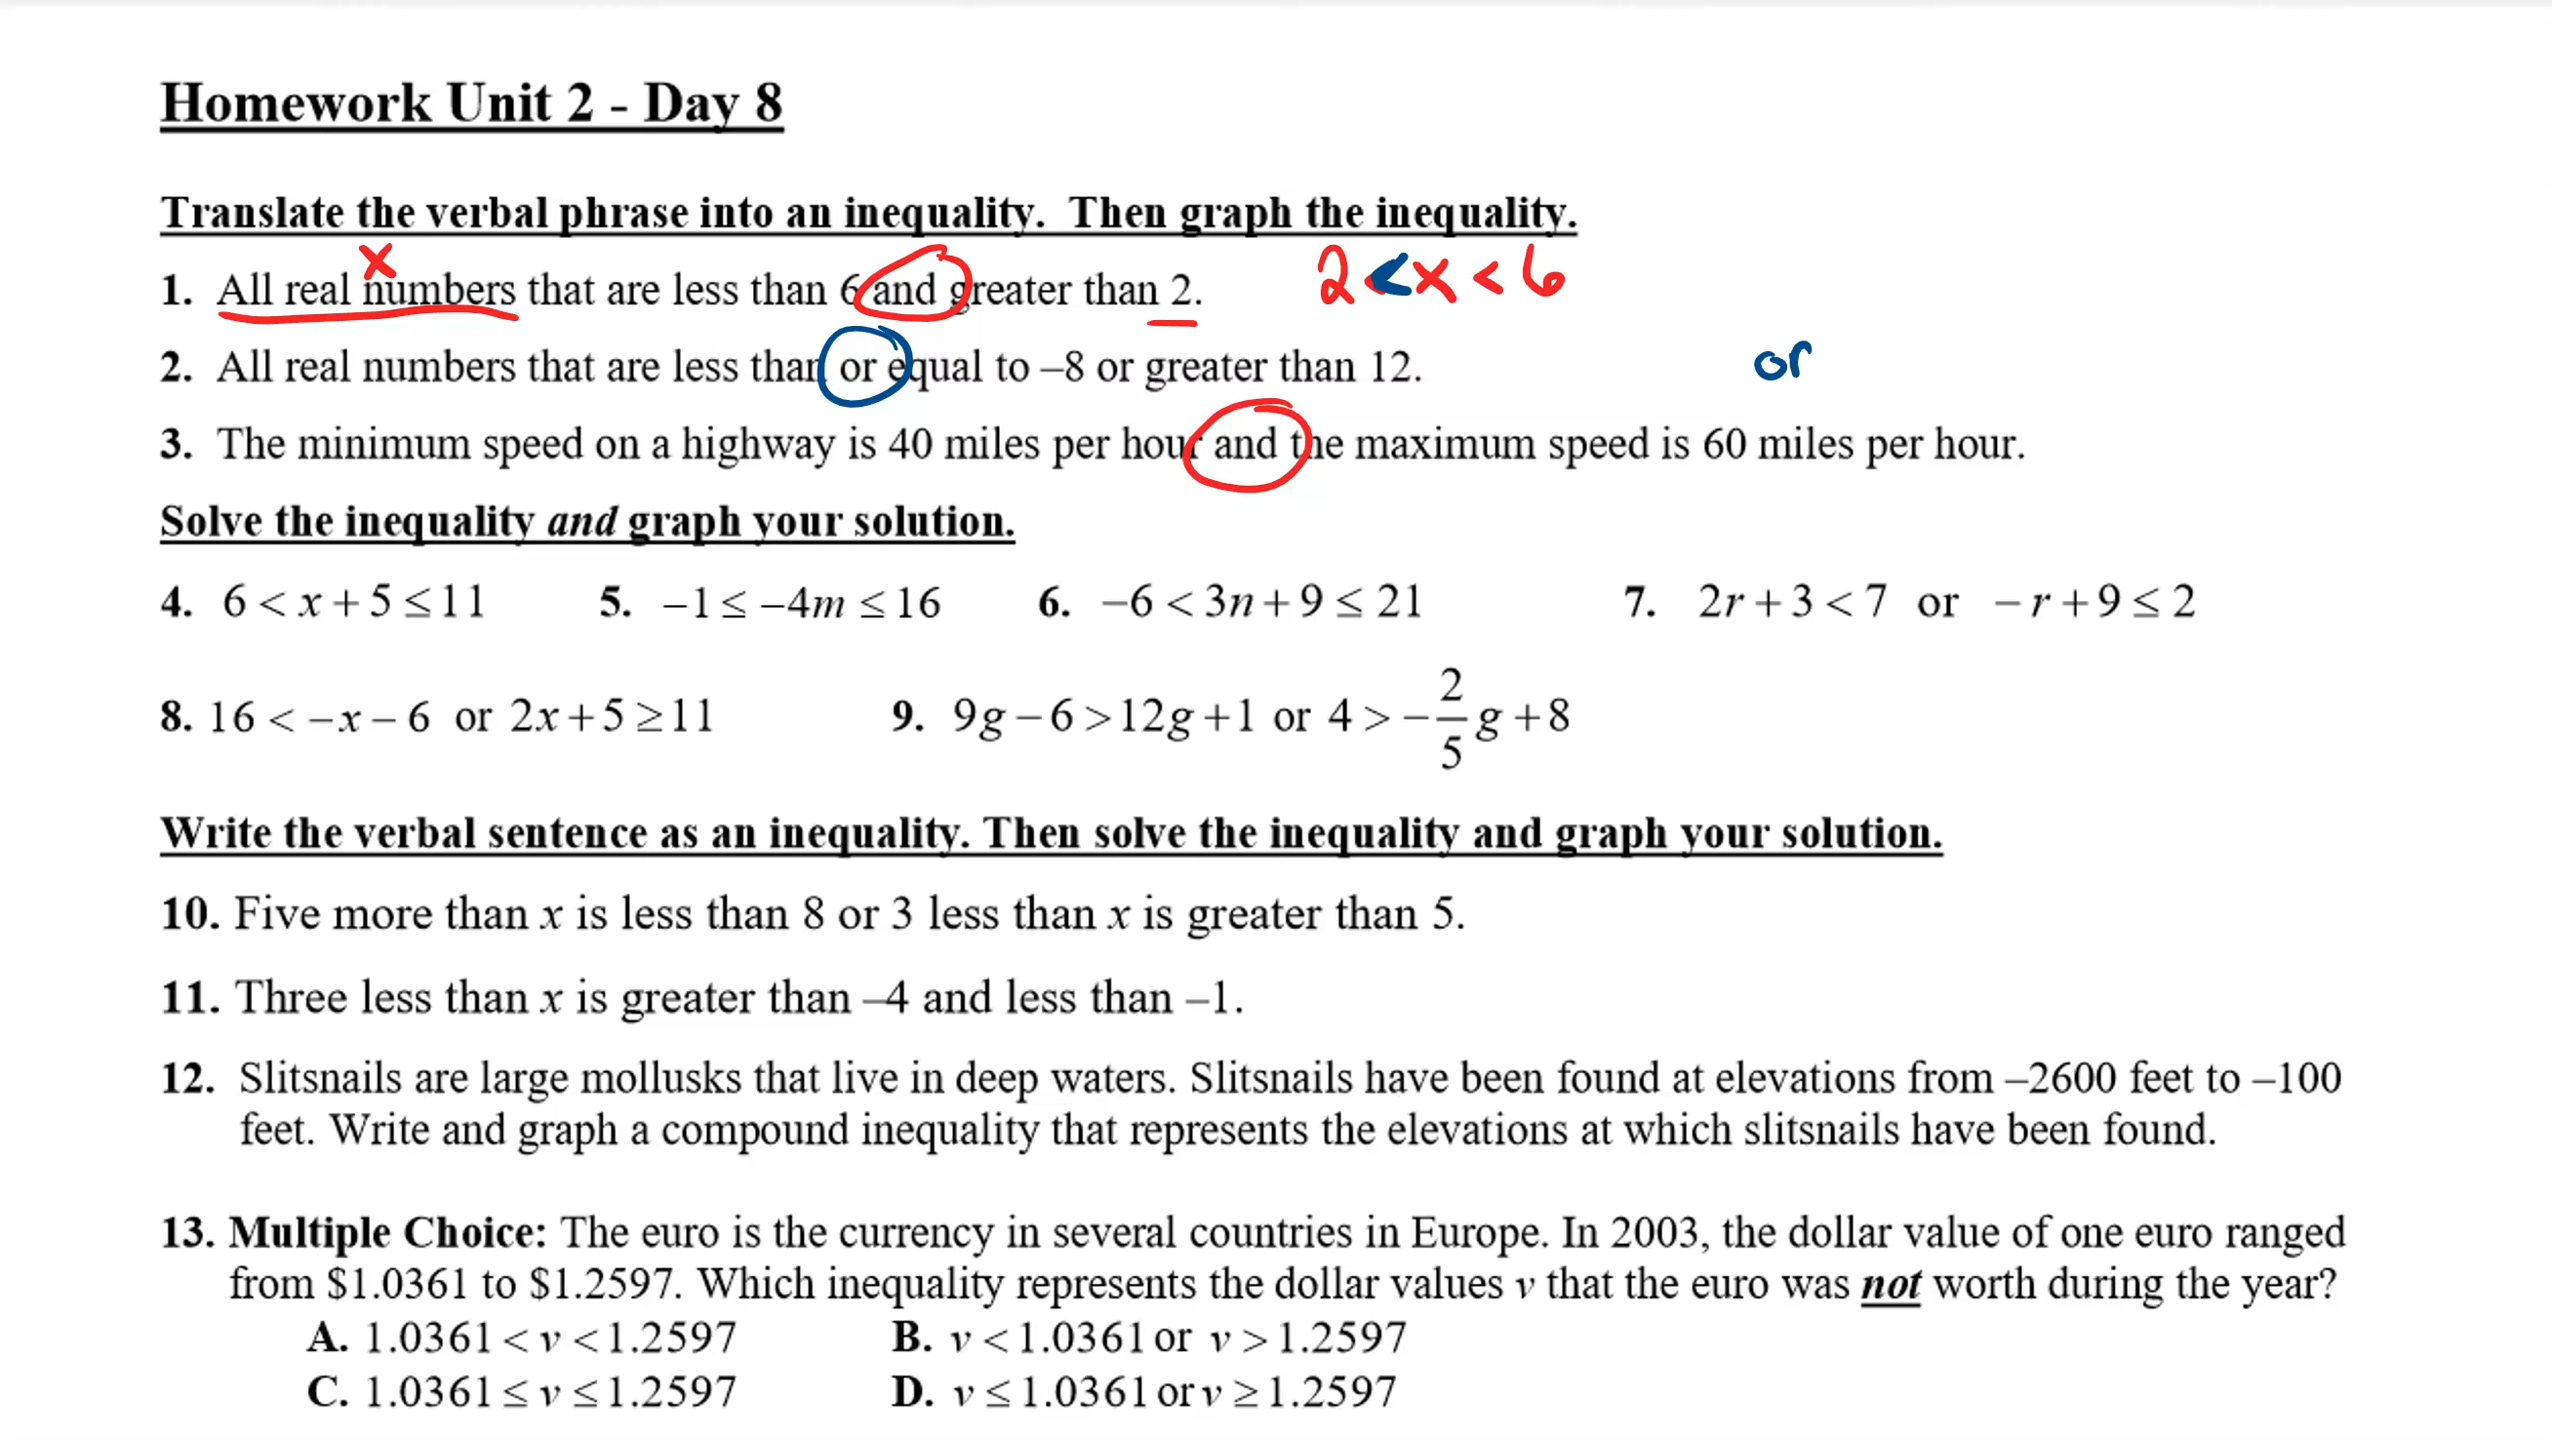 Homework Unit 2 - Day 8
Translate the verbal phrase into an inequality. Then graph the inequality.
x
1. All real numbers that are less than 6 and greater than 2. 2 < x < 6
2. All real numbers that are less than or equal to –8 or greater than 12. or
3. The minimum speed on a highway is 40 miles per hour and the maximum speed is 60 miles per hour.
Solve the inequality and graph your solution.
4. 6 < x + 5 ≤ 11 5. −1 ≤ −4m ≤ 16 6. −6 < 3n + 9 ≤ 21 7. 2r + 3 < 7 or −r + 9 ≤ 2
8. 16 < −x − 6 or 2x + 5 ≥ 11 9. 9g − 6 > 12g + 1 or 4 > −2/5 g + 8
Write the verbal sentence as an inequality. Then solve the inequality and graph your solution.
10. Five more than x is less than 8 or 3 less than x is greater than 5.
11. Three less than x is greater than –4 and less than –1.
12. Slitsnails are large mollusks that live in deep waters. Slitsnails have been found at elevations from –2600 feet to –100
feet. Write and graph a compound inequality that represents the elevations at which slitsnails have been found.
13. Multiple Choice: The euro is the currency in several countries in Europe. In 2003, the dollar value of one euro ranged
from $1.0361 to $1.2597. Which inequality represents the dollar values v that the euro was not worth during the year?
A. 1.0361 < v < 1.2597 B. v < 1.0361 or v > 1.2597
C. 1.0361 ≤ v ≤ 1.2597 D. v ≤ 1.0361 or v ≥ 1.2597